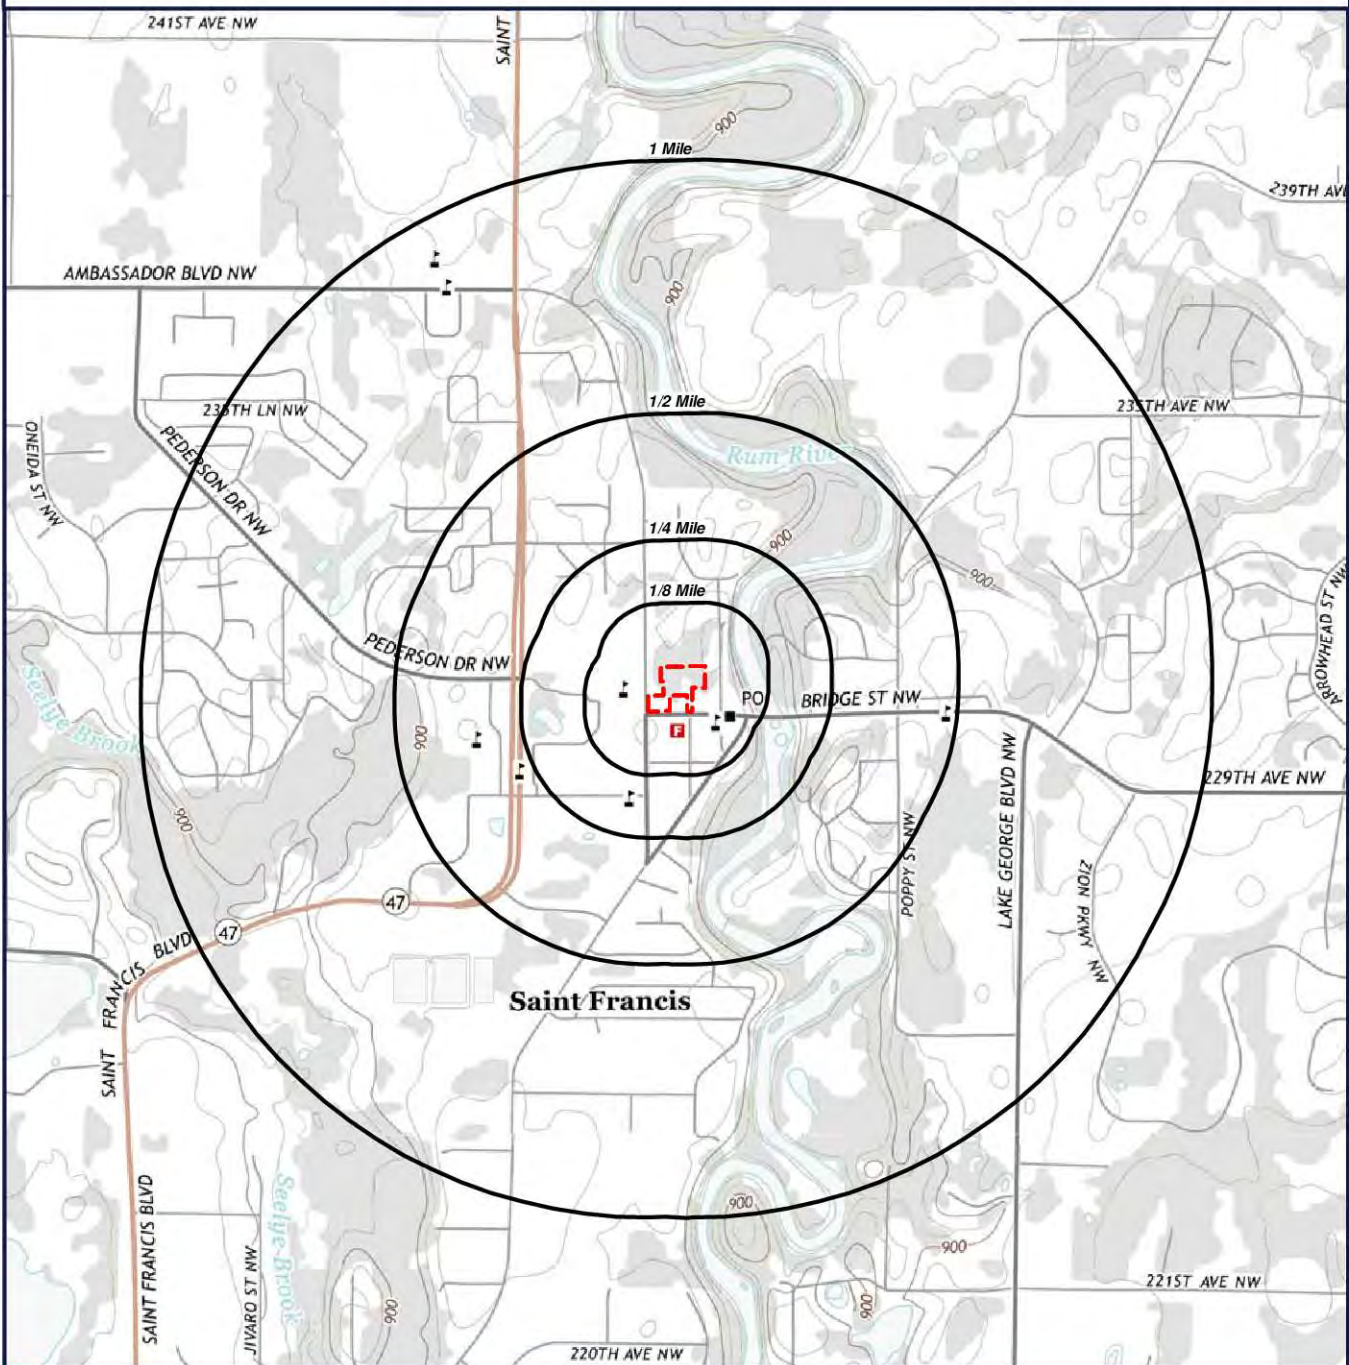 241ST AVE NW
SAINT
900
1 Mile
239TH AVE
900
AMBASSADOR BLVD NW
1/2 Mile
235TH LN NW
235TH AVE NW
ONEIDA ST NW
PEDERSON DR NW
Rum River
1/4 Mile
900
900
1/8 Mile
ARROWHEAD ST NW
PEDERSON DR NW
Seelye Brook
PO
BRIDGE ST NW
F
900
LAKE GEORGE BLVD NW
229TH AVE NW
900
POPPY ST NW
ZION PKWY NW
47
47
SAINT FRANCIS BLVD
Saint Francis
900
SAINT FRANCIS BLVD
JIVARO ST NW
Seelye-Brook
900
900
900
221ST AVE NW
220TH AVE NW